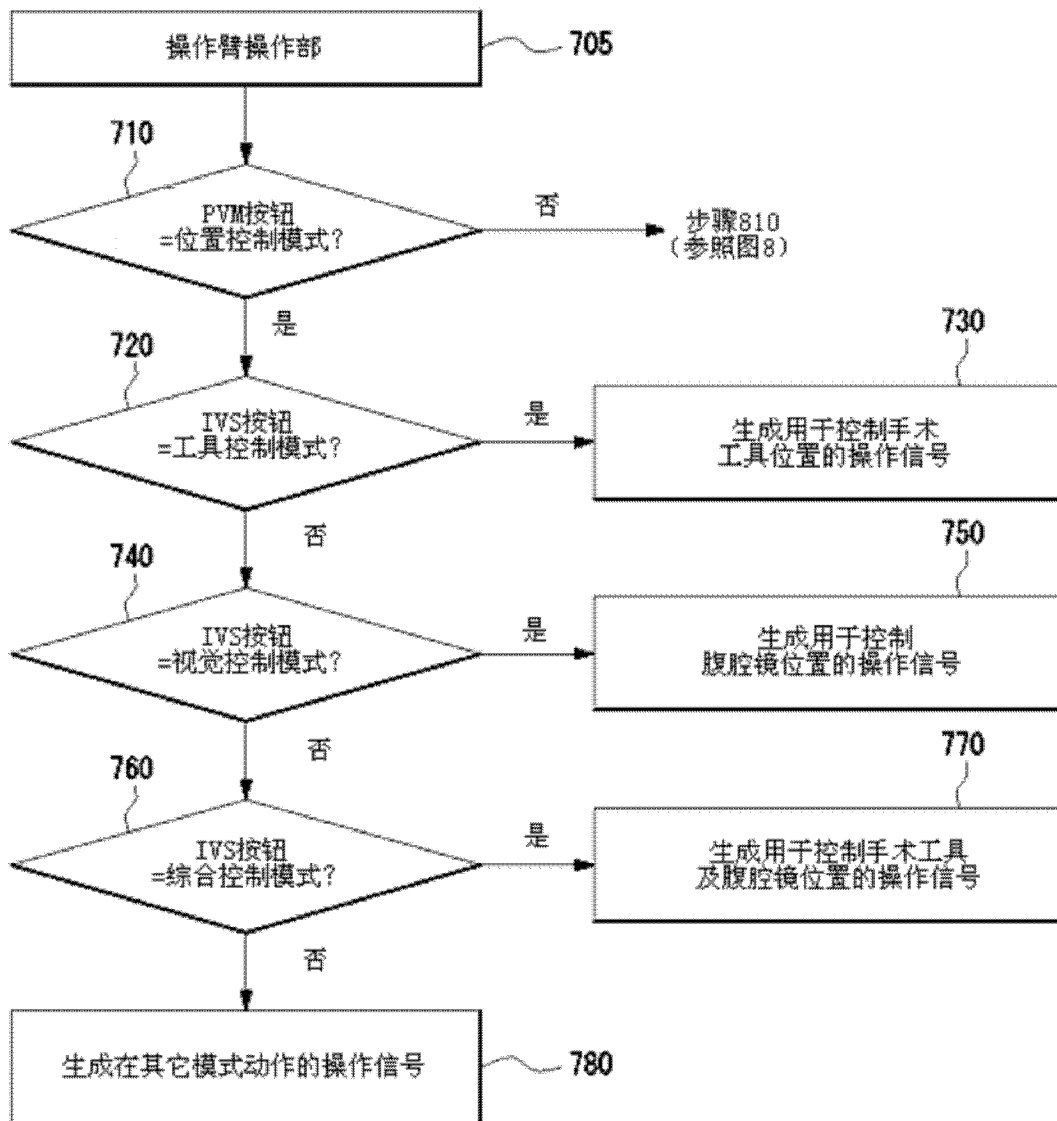 操作臂操作部
705
710
PVM按钮
=位置控制模式?
否
步骤810
(参照图8)
是
720
730
IVS按钮
=工具控制模式?
是
生成用于控制手术
工具位置的操作信号
否
740
750
IVS按钮
=视觉控制模式?
是
生成用于控制
腹腔镜位置的操作信号
否
760
770
IVS按钮
=综合控制模式?
是
生成用于控制手术工具
及腹腔镜位置的操作信号
否
生成在其它模式动作的操作信号
780